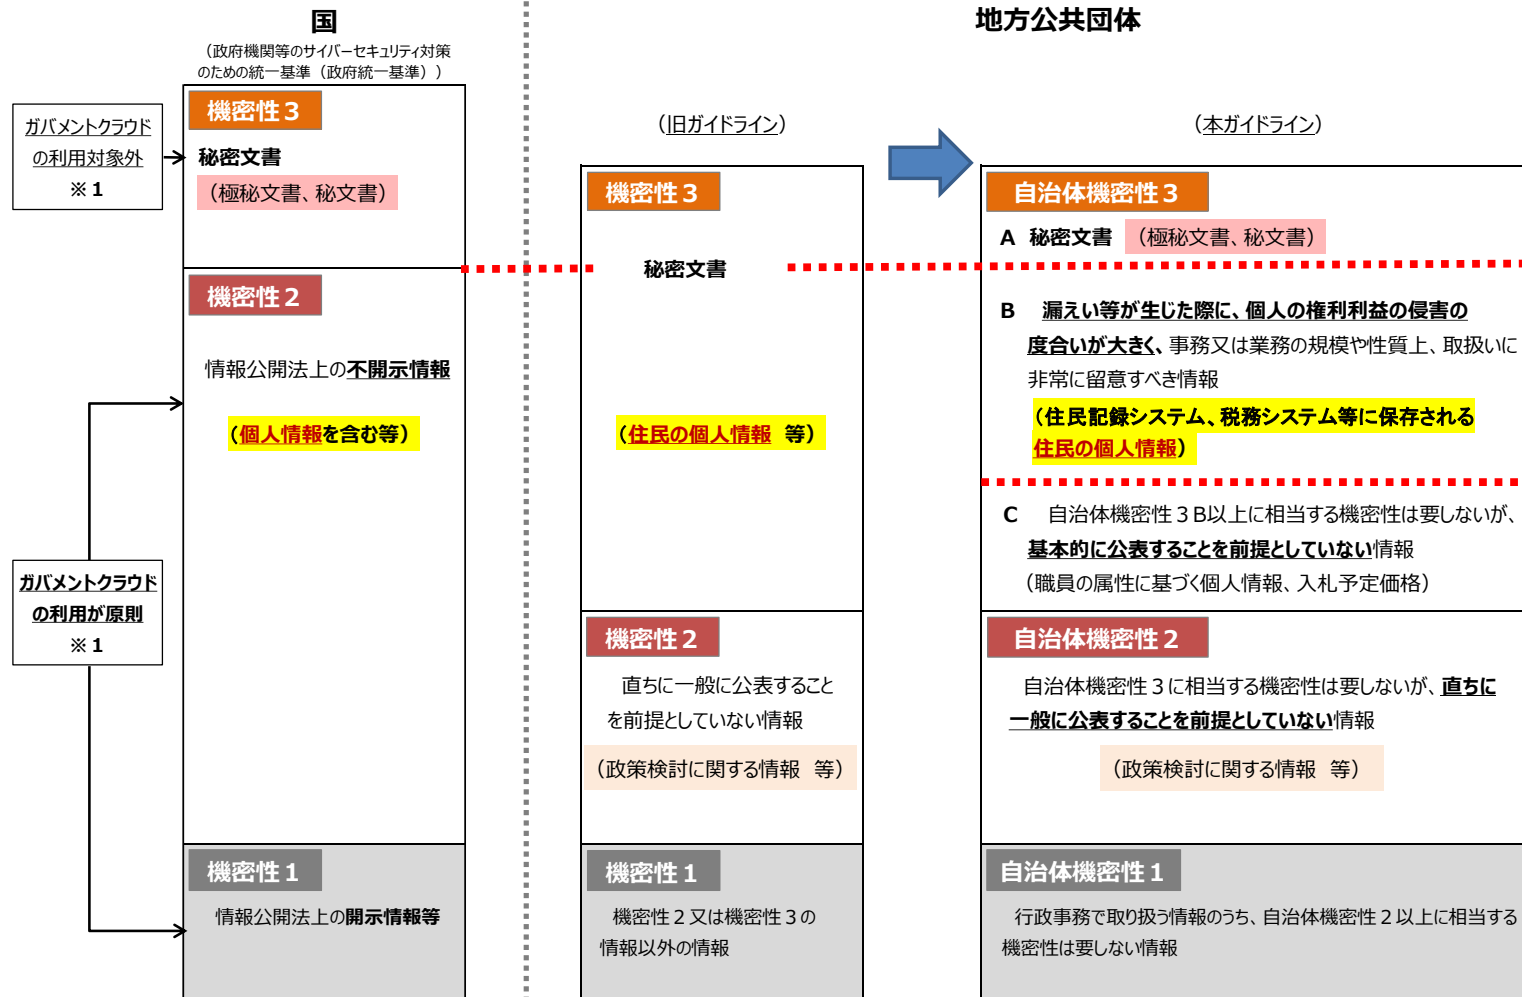 国
（政府機関等のサイバーセキュリティ対策
のための統一基準（政府統一基準））
ガバメントクラウド
の利用対象外
※１
機密性３
秘密文書
（極秘文書、秘文書）
機密性２
情報公開法上の不開示情報
（個人情報を含む等）
ガバメントクラウド
の利用が原則
※１
機密性１
情報公開法上の開示情報等
地方公共団体
（旧ガイドライン）
機密性３
秘密文書
（住民の個人情報　等）
機密性２
直ちに一般に公表すること
を前提としていない情報
（政策検討に関する情報　等）
機密性１
機密性２又は機密性３の
情報以外の情報
（本ガイドライン）
自治体機密性３
A　秘密文書　（極秘文書、秘文書）
B　漏えい等が生じた際に、個人の権利利益の侵害の
度合いが大きく、事務又は業務の規模や性質上、取扱いに
非常に留意すべき情報
（住民記録システム、税務システム等に保存される
住民の個人情報）
C　自治体機密性３B以上に相当する機密性は要しないが、
基本的に公表することを前提としていない情報
（職員の属性に基づく個人情報、入札予定価格）
自治体機密性２
自治体機密性３に相当する機密性は要しないが、直ちに
一般に公表することを前提としていない情報
（政策検討に関する情報　等）
自治体機密性１
行政事務で取り扱う情報のうち、自治体機密性２以上に相当する
機密性は要しない情報